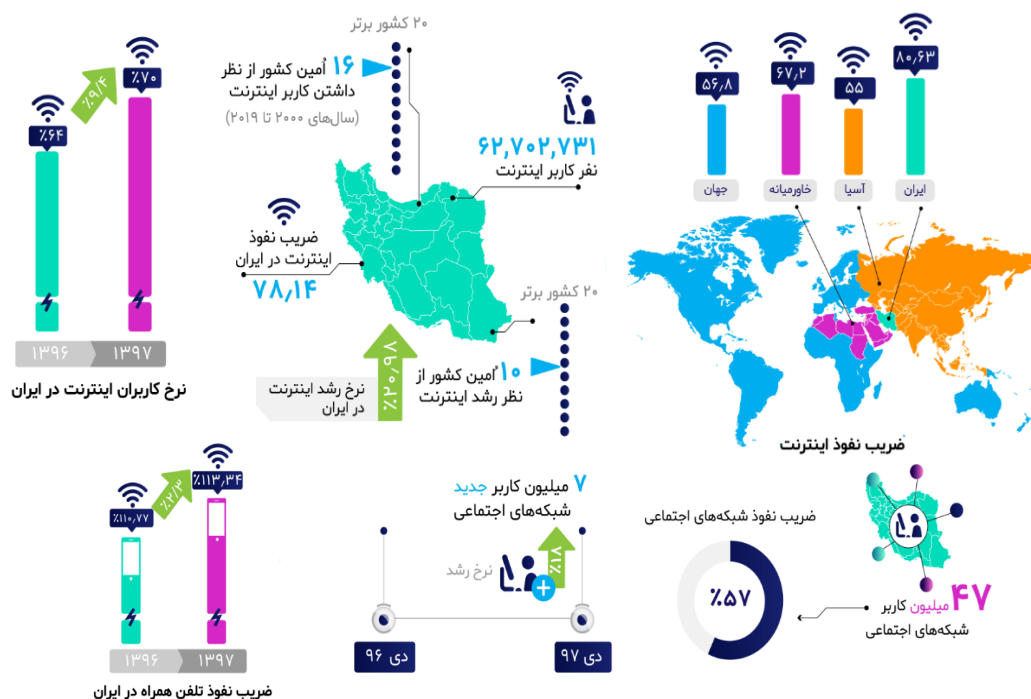 ۸۰٫۶۳
۵۵
۶۷٫۲
۵۶٫۸
ایران
آسیا
خاورمیانه
جهان
ضریب نفوذ اینترنت
۲۰ کشور برتر
۱۶ اُمین کشور از نظر
داشتن کاربر اینترنت
(سال‌های ۲۰۰۰ تا ۲۰۱۹)
۶۲,۷۰۲,۷۳۱
نفر کاربر اینترنت
ضریب نفوذ
اینترنت در ایران
۷۸٫۱۴
۲۰ کشور برتر
۱۰ اُمین کشور از
نظر رشد اینترنت
٪۲۰٫۹۸
نرخ رشد اینترنت
در ایران
٪۷۰
٪۹/۴
٪۶۴
۱۳۹۶
۱۳۹۷
نرخ کاربران اینترنت در ایران
ضریب نفوذ شبکه‌های اجتماعی
٪۵۷
۴۷ میلیون کاربر
شبکه‌های اجتماعی
۷ میلیون کاربر جدید
شبکه‌های اجتماعی
٪۱۸
نرخ رشد
دی ۹۶
دی ۹۷
٪۱۱۳٫۳۴
٪۲/۳
٪۱۱۰٫۷۷
۱۳۹۶
۱۳۹۷
ضریب نفوذ تلفن همراه در ایران